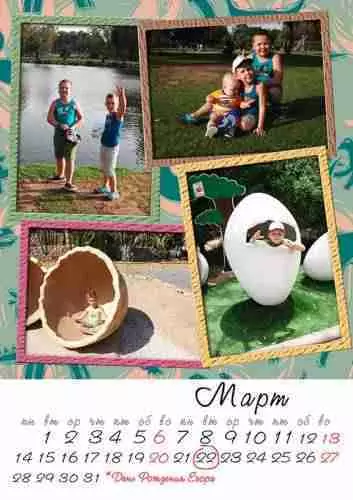 Март
пн вт ср чт пт сб вс пн вт ср чт пт сб вс
1 2 3 4 5 6 7 8 9 10 11 12 13
14 15 16 17 18 19 20 21 22 23 24 25 26 27
28 29 30 31 *День Рождения Егора